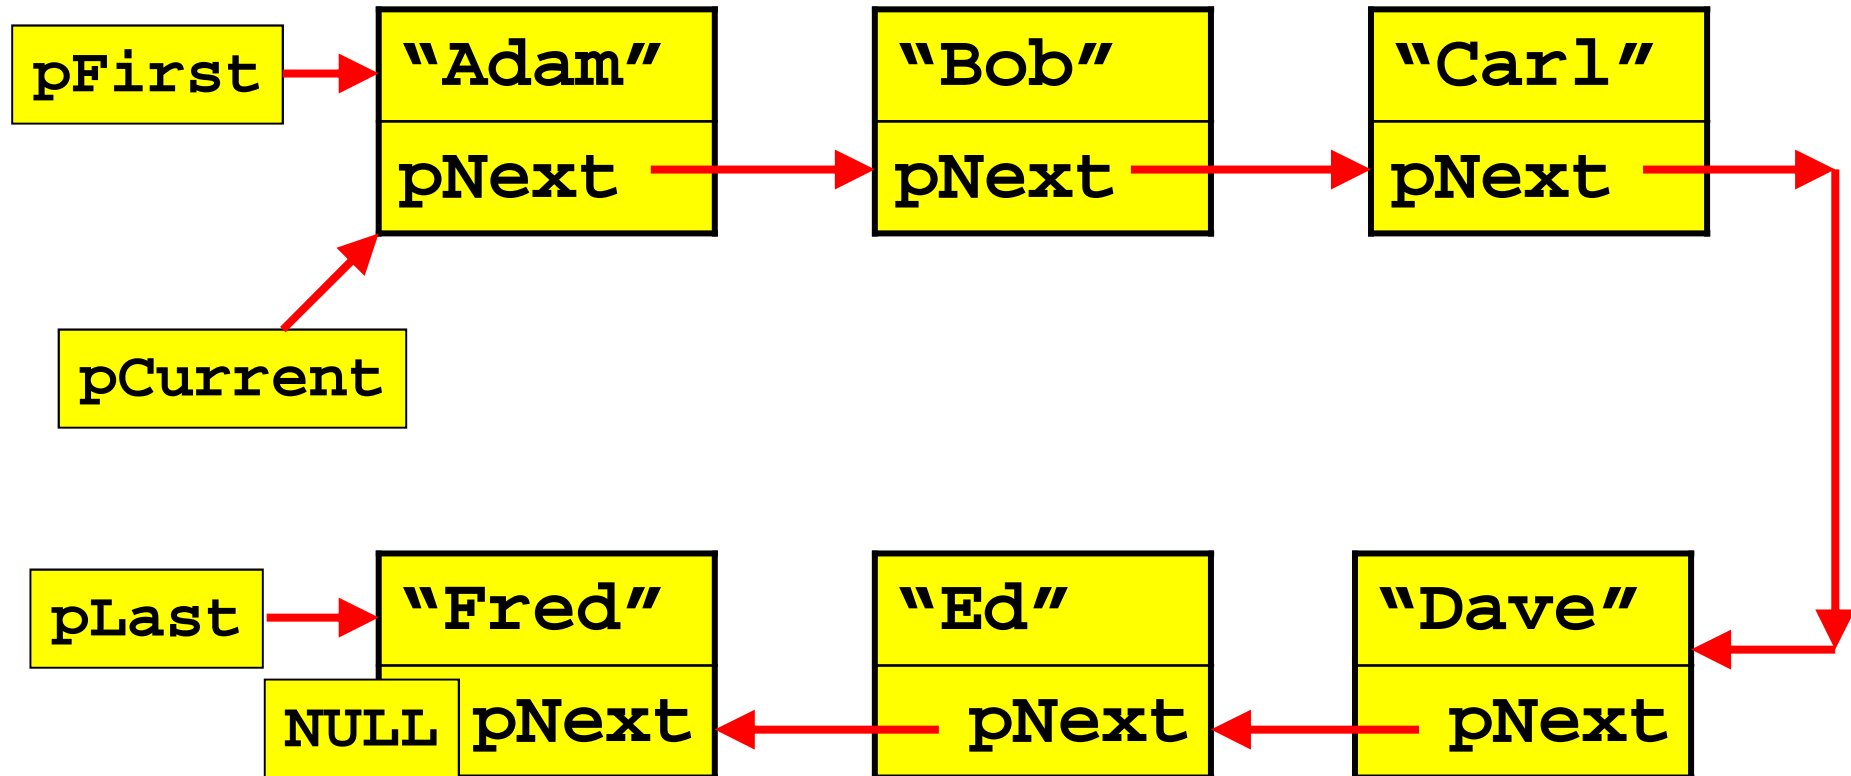 pFirst
“Adam”
“Bob”
“Carl”
pNext
pNext
pNext
pCurrent
pLast
“Fred”
“Ed”
“Dave”
NULL
pNext
pNext
pNext